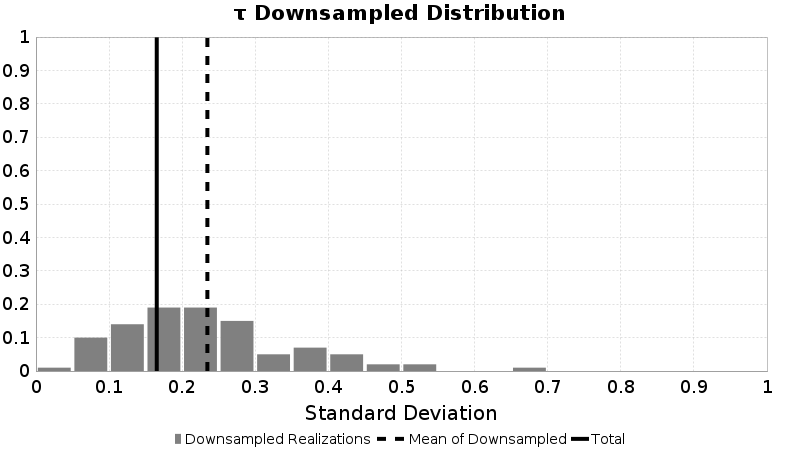 τ Downsampled Distribution
1
0.9
0.8
0.7
0.6
0.5
0.4
0.3
0.2
0.1
0
0 0.1 0.2 0.3 0.4 0.5 0.6 0.7 0.8 0.9 1
Standard Deviation
Downsampled Realizations Mean of Downsampled Total